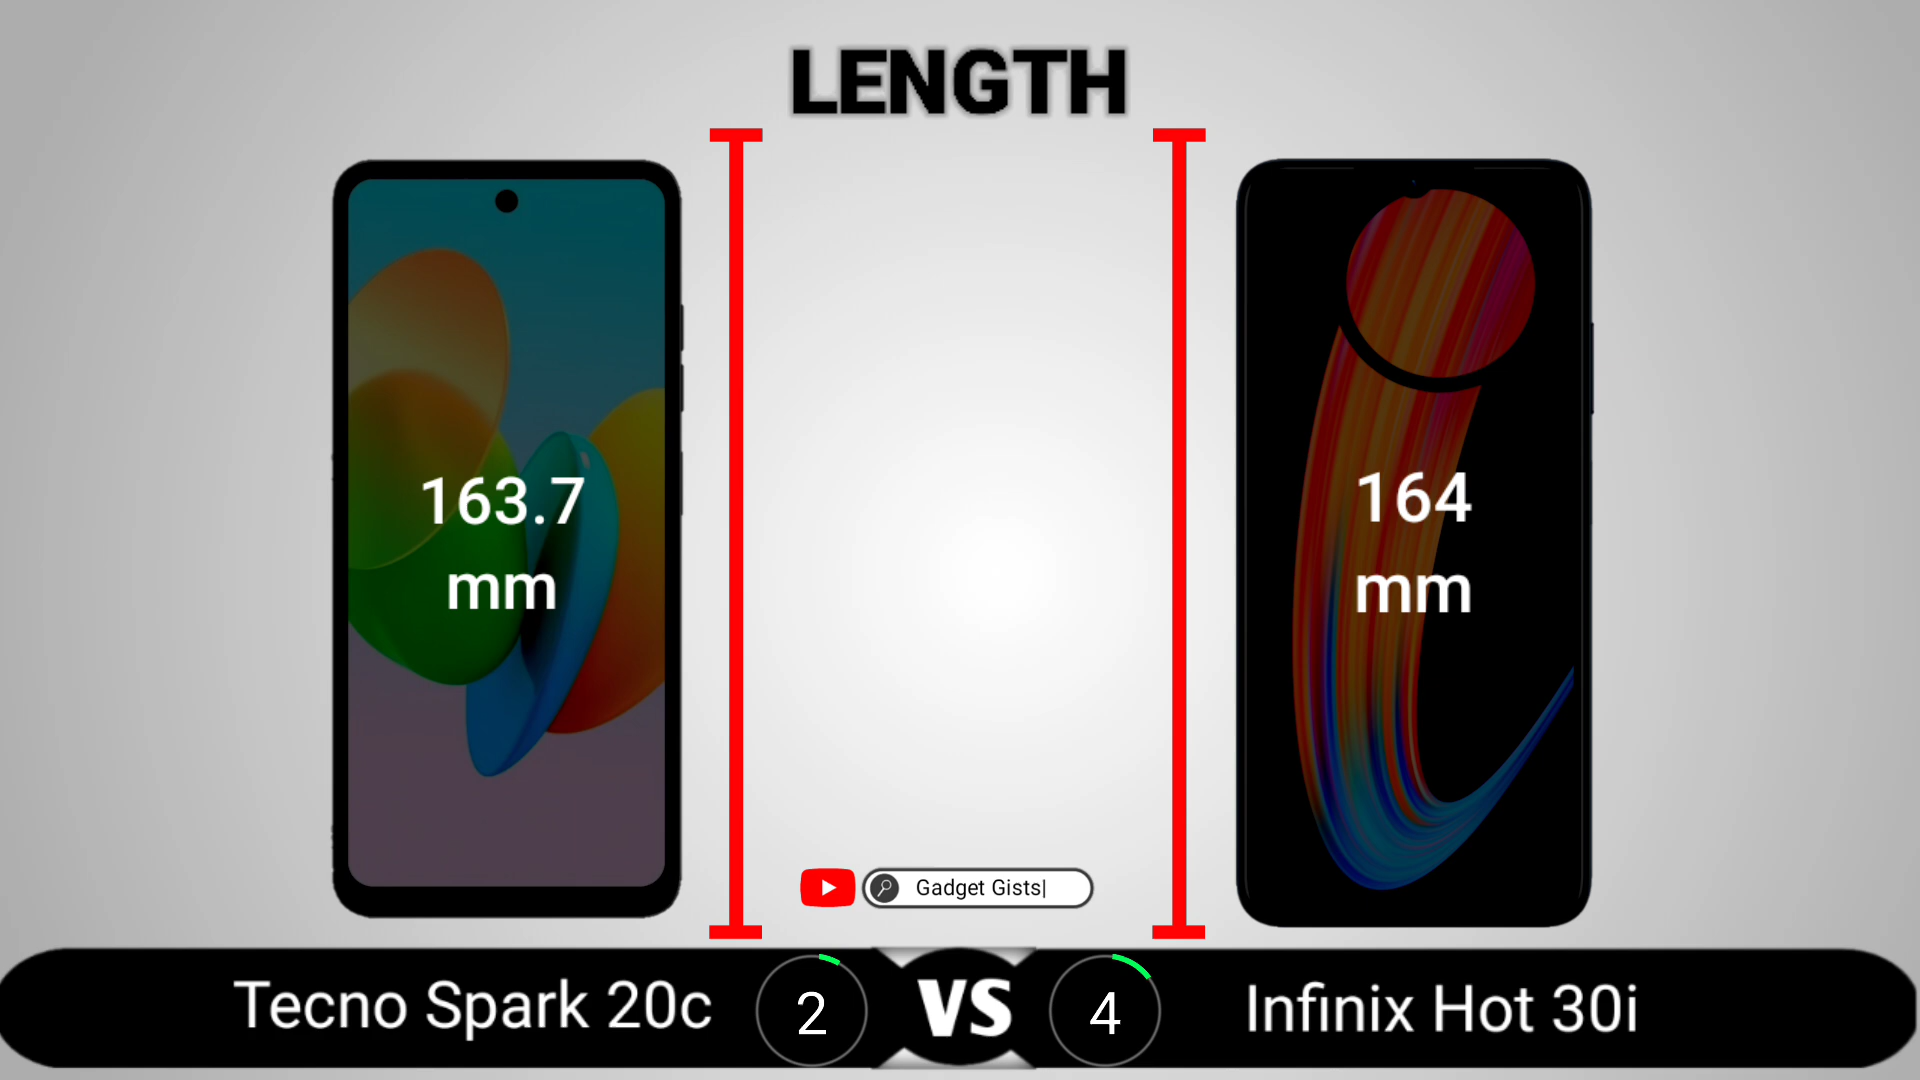 LENGTH
163.7
mm
164
mm
Gadget Gists|
Tecno Spark 20c
2
VS
4
Infinix Hot 30i